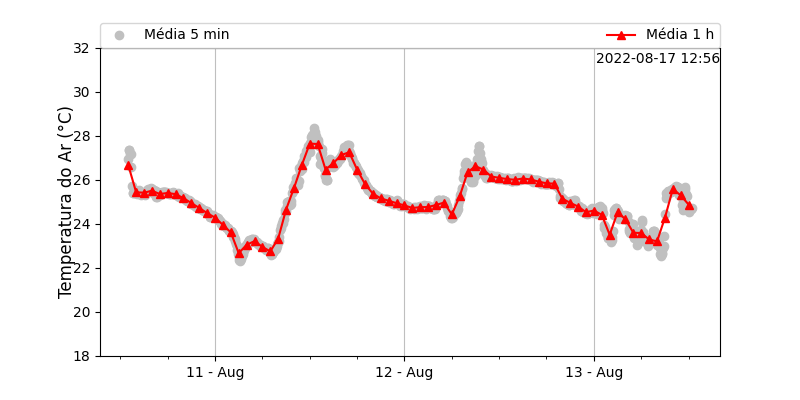 Média 5 min
Média 1 h
2022-08-17 12:56
Temperatura do Ar (°C)
32
30
28
26
24
22
20
18
11 - Aug
12 - Aug
13 - Aug